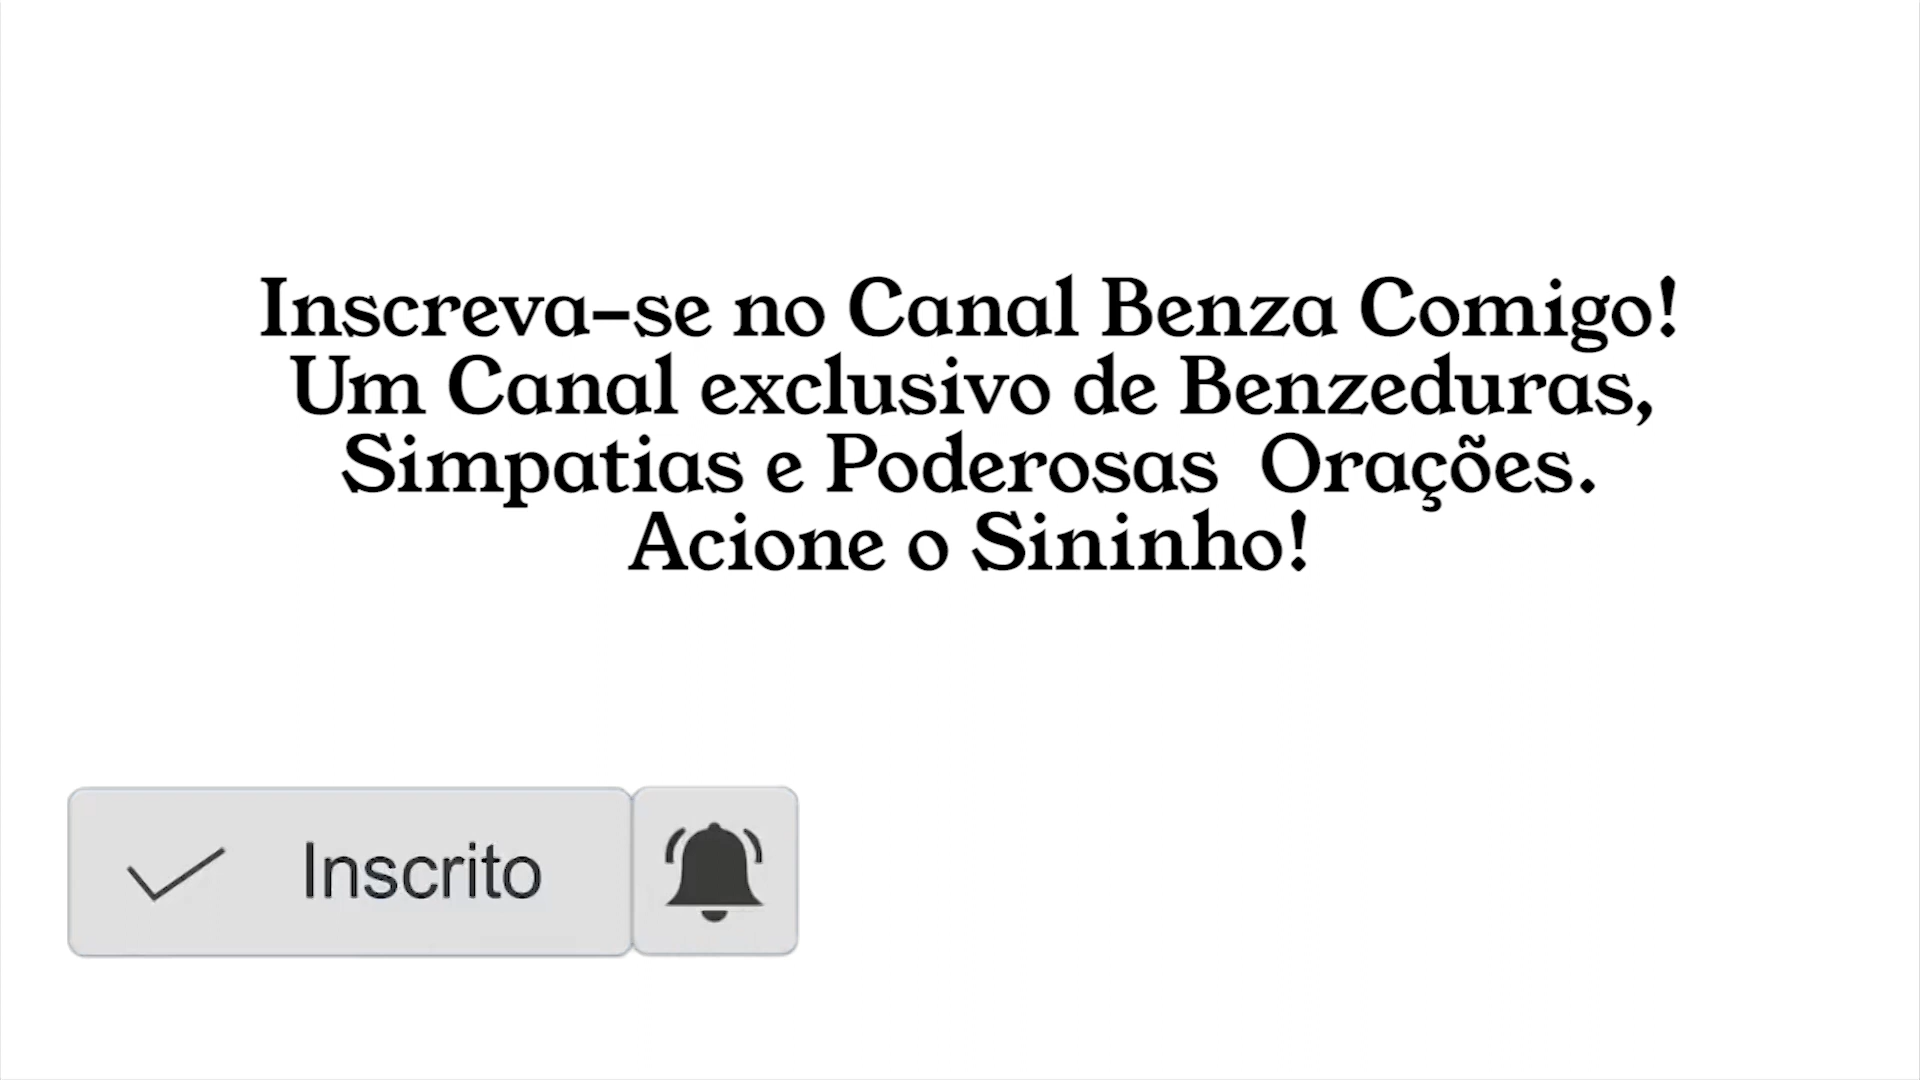 Inscreva-se no Canal Benza Comigo!
Um Canal exclusivo de Benzeduras,
Simpatias e Poderosas  Orações.
Acione o Sininho!
Inscrito